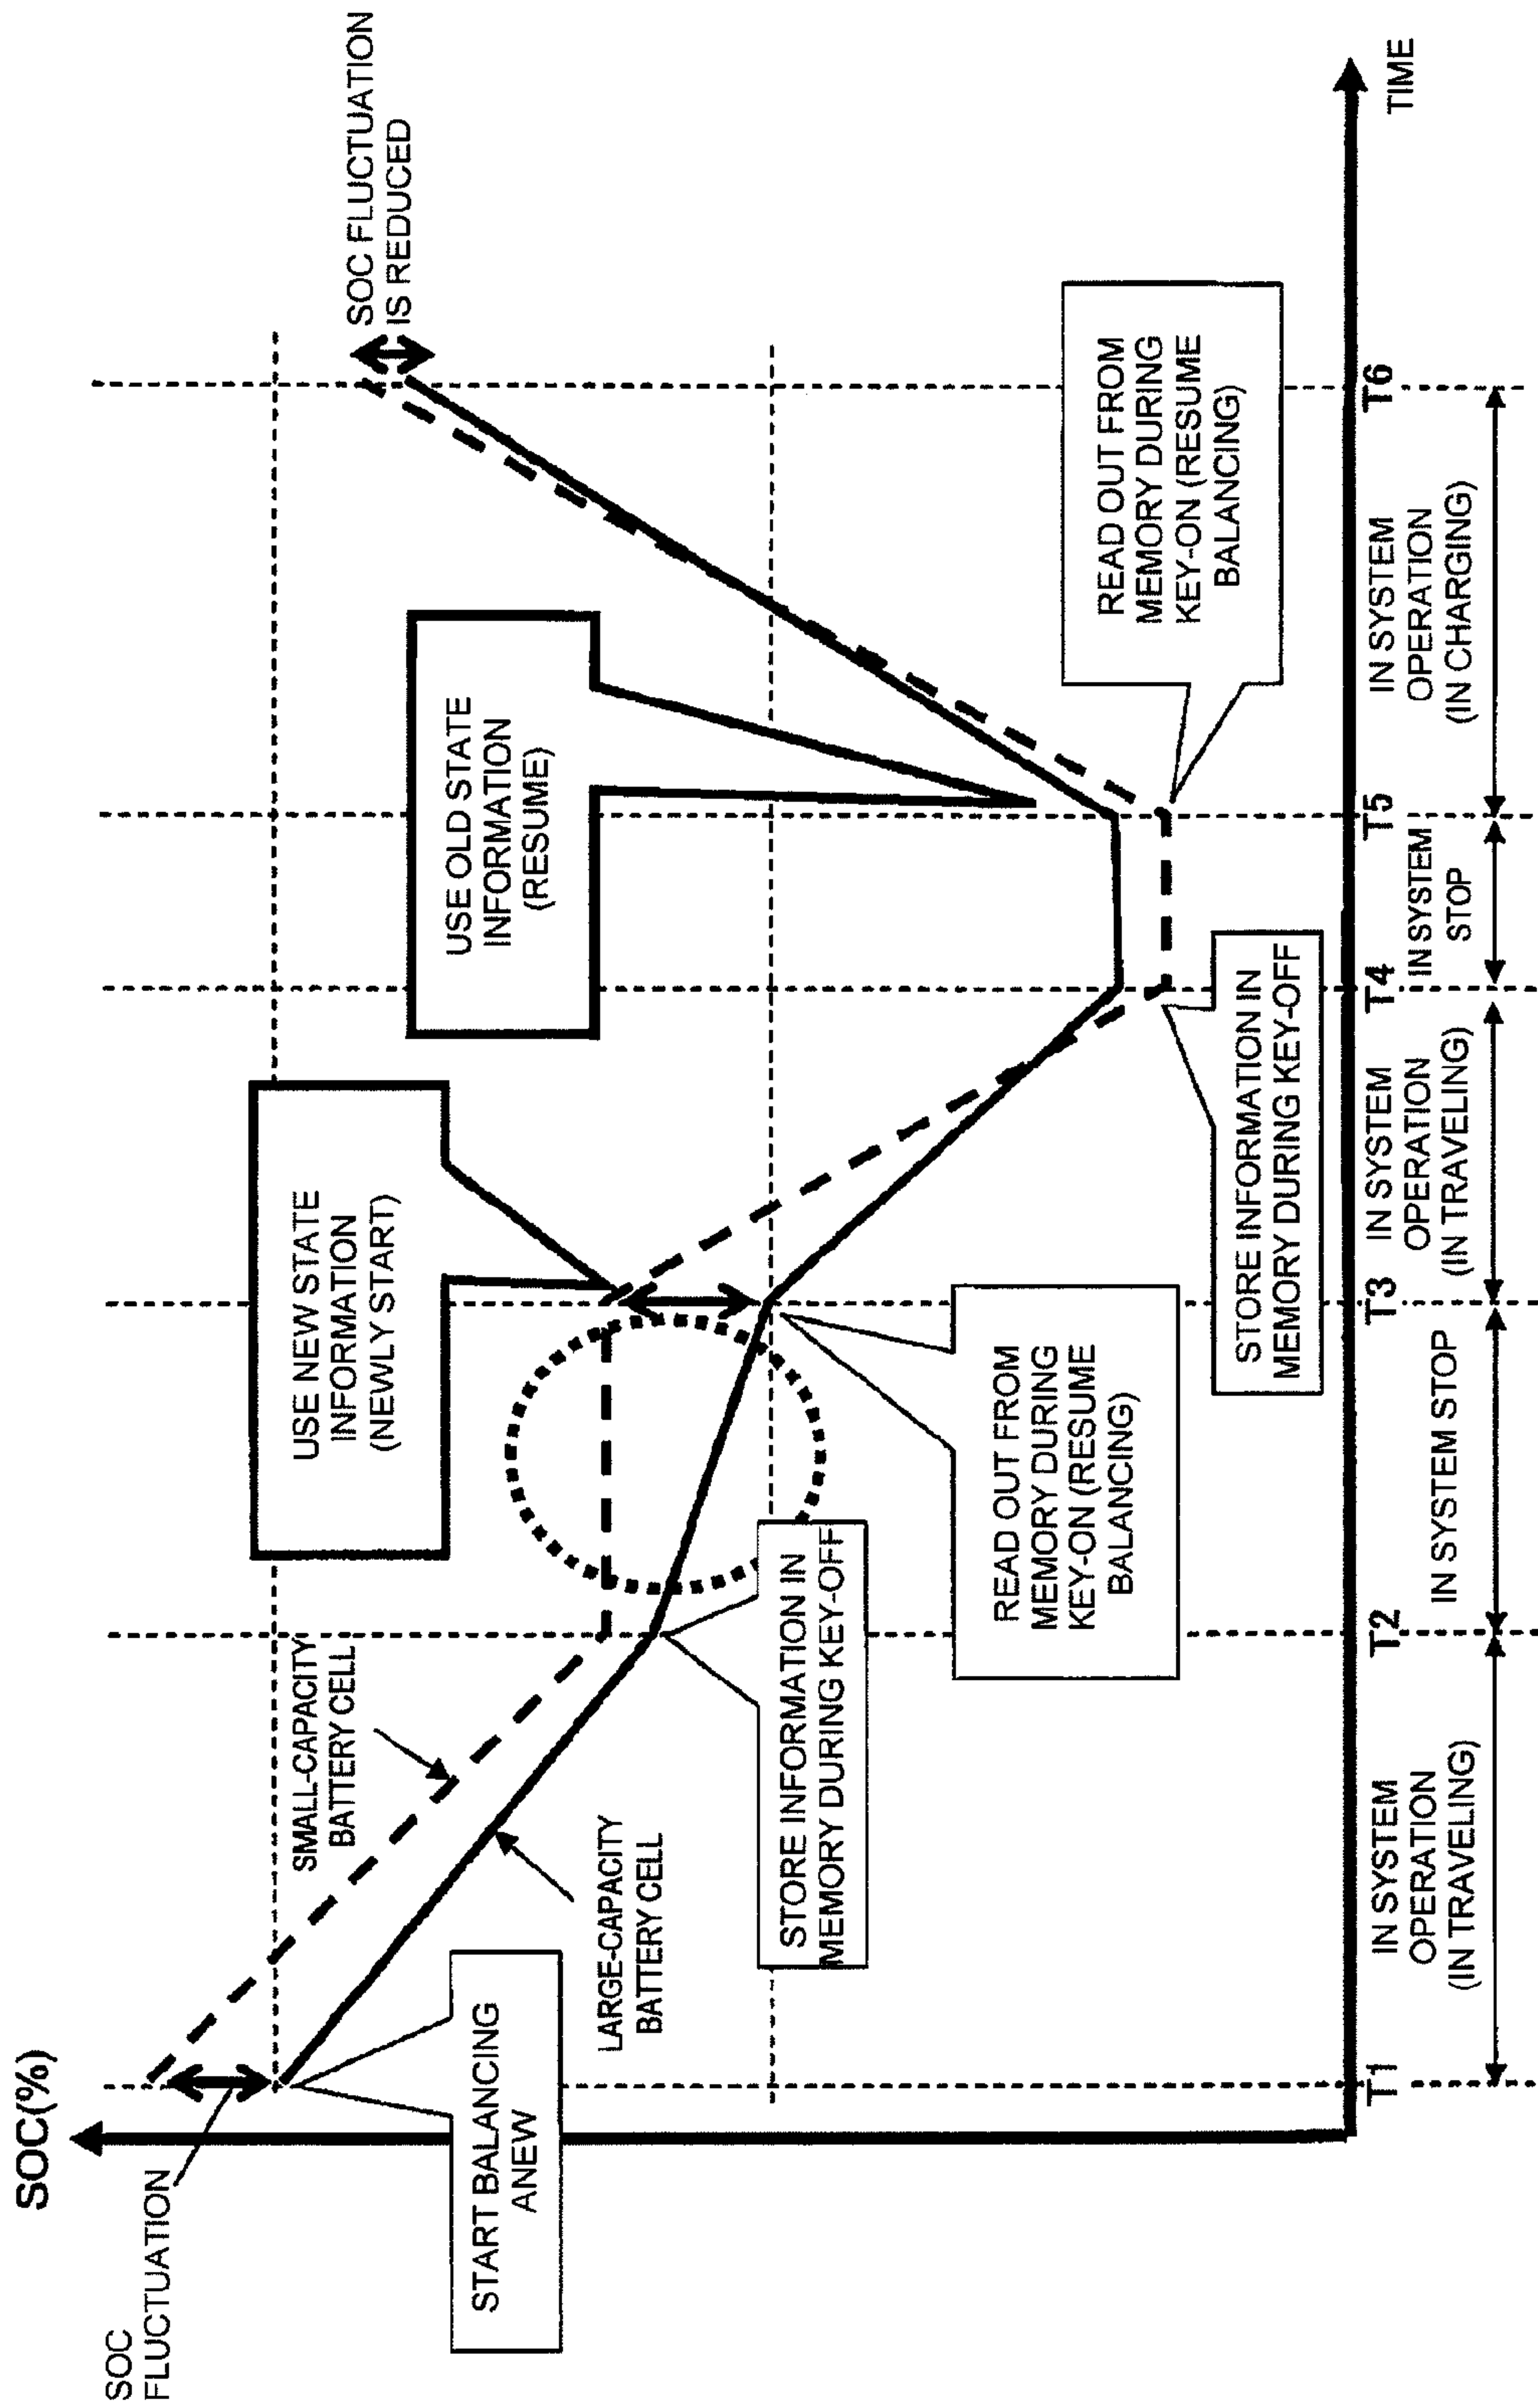 SOC(%)
SOC
FLUCTUATION
START BALANCING
ANEW
SMALL-CAPACITY
BATTERY CELL
LARGE-CAPACITY
BATTERY CELL
STORE INFORMATION IN
MEMORY DURING KEY-OFF
USE NEW STATE
INFORMATION
(NEWLY START)
READ OUT FROM
MEMORY DURING
KEY-ON (RESUME
BALANCING)
STORE INFORMATION IN
MEMORY DURING KEY-OFF
USE OLD STATE
INFORMATION
(RESUME)
READ OUT FROM
MEMORY DURING
KEY-ON (RESUME
BALANCING)
SOC FLUCTUATION
IS REDUCED
TIME
T1
T2
T3
T4
T5
T6
IN SYSTEM
OPERATION
(IN TRAVELING)
IN SYSTEM STOP
IN SYSTEM
OPERATION
(IN TRAVELING)
IN SYSTEM
STOP
IN SYSTEM
OPERATION
(IN CHARGING)